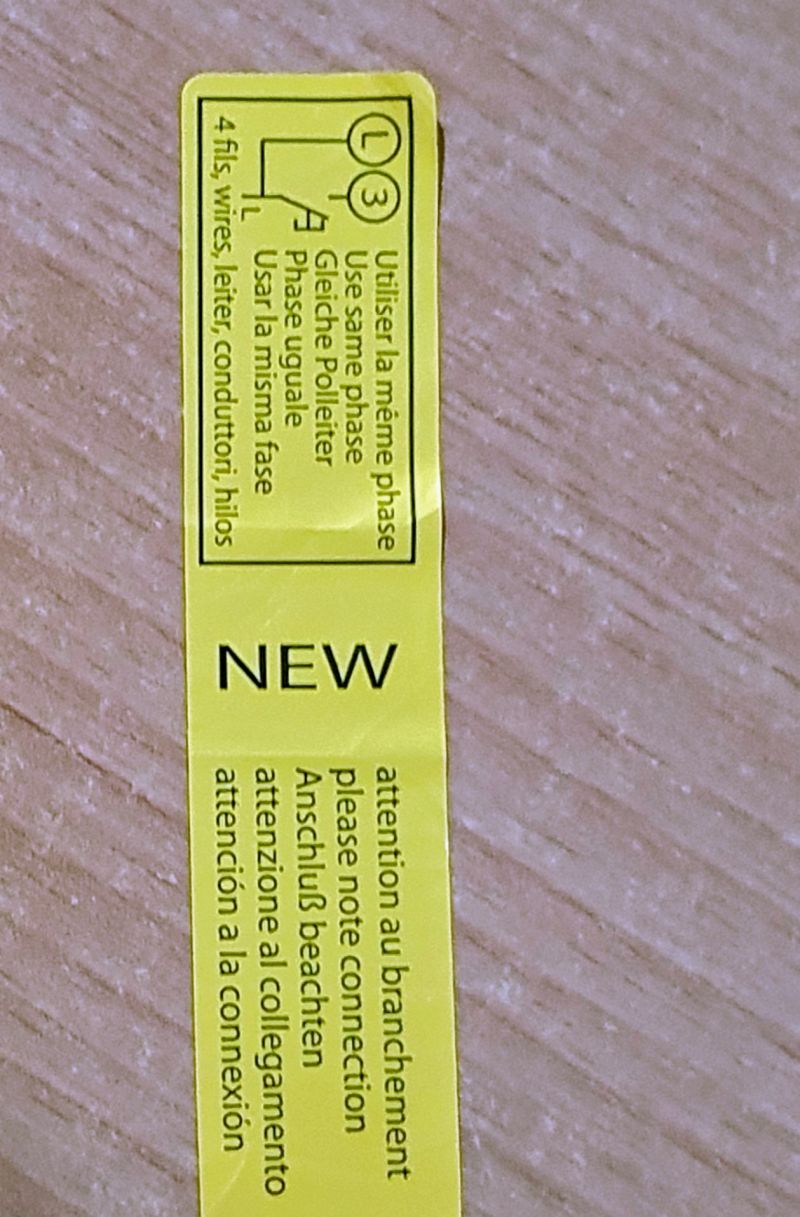 L 3
L
Utiliser la même phase
Use same phase
Gleiche Polleiter
Phase uguale
Usar la misma fase
4 fils, wires, leiter, conduttori, hilos
NEW
attention au branchement
please note connection
Anschluß beachten
attenzione al collegamento
atención a la connexión